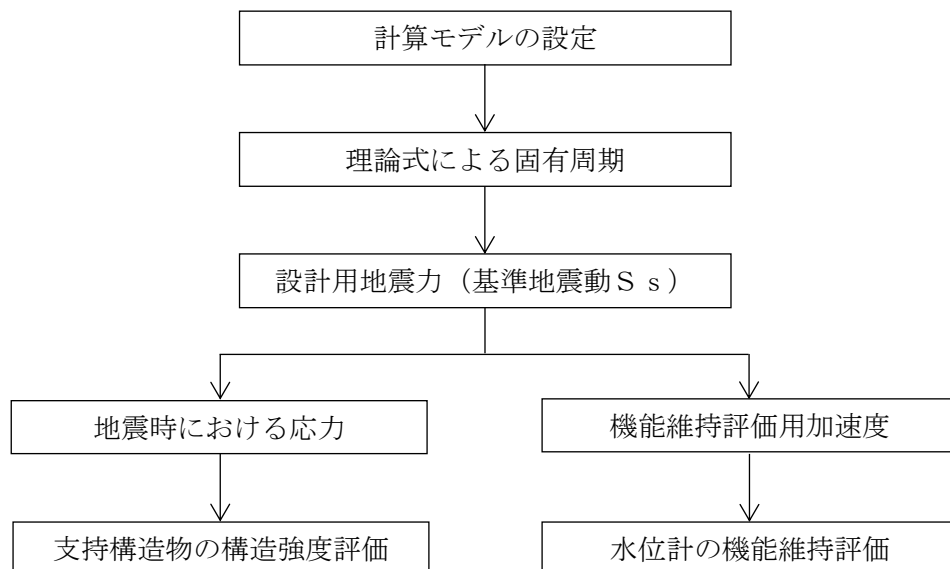 計算モデルの設定
理論式による固有周期
設計用地震力（基準地震動Ｓｓ）
地震時における応力
機能維持評価用加速度
支持構造物の構造強度評価
水位計の機能維持評価